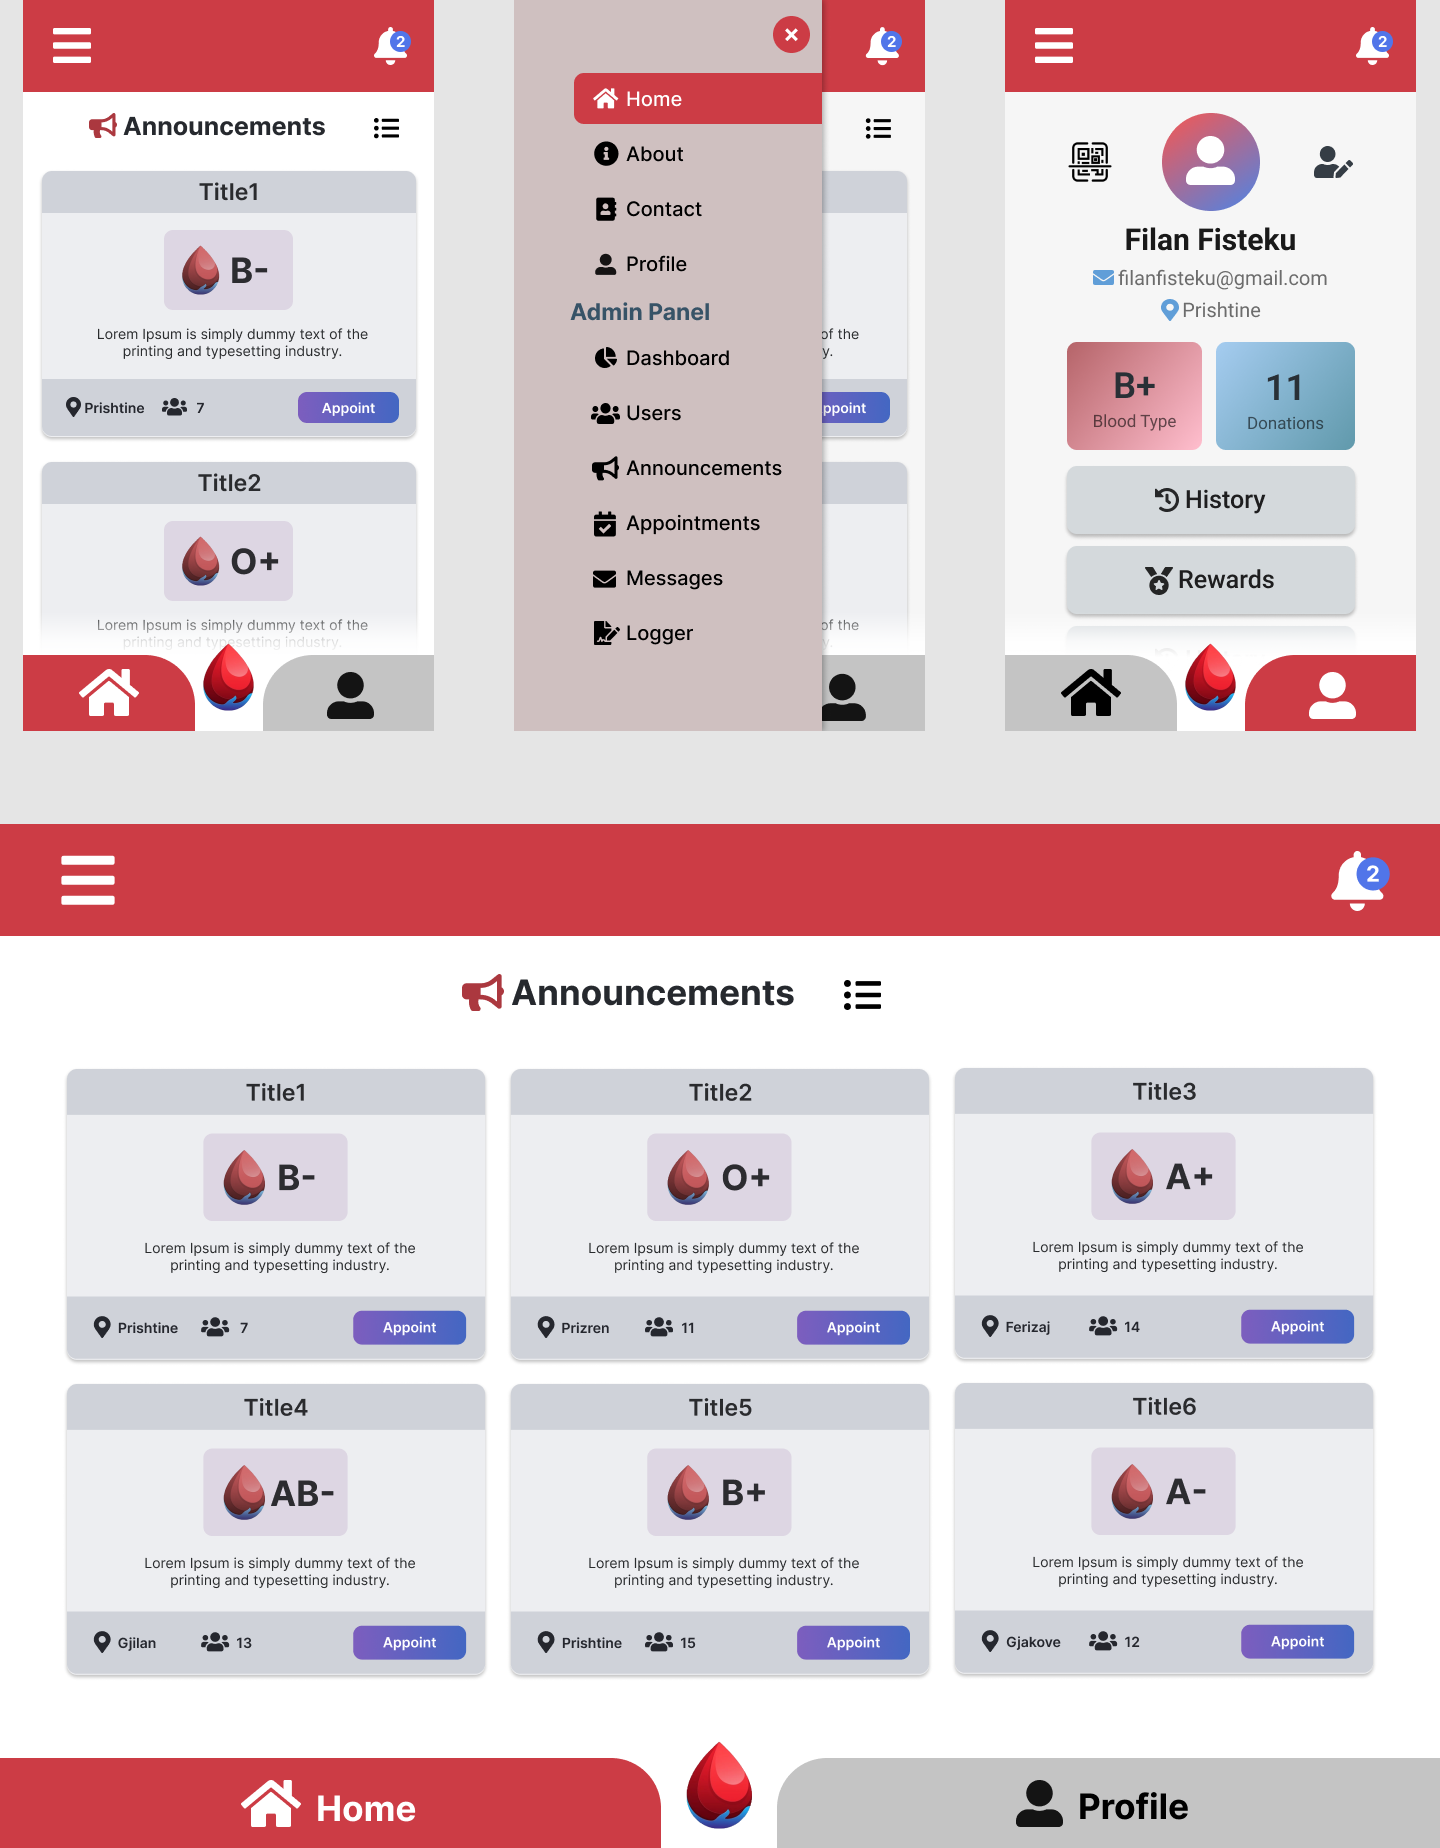 2
Announcements
Title1
B-
Lorem Ipsum is simply dummy text of the
printing and typesetting industry.
Prishtine 7 Appoint
Title2
O+
Lorem Ipsum is simply dummy text of the
printing and typesetting industry.
2
Home
About
Contact
Profile
Admin Panel
Dashboard
Users
Announcements
Appointments
Messages
Logger
of the
y.
ppoint
of the
2
Filan Fisteku
filanfisteku@gmail.com
Prishtine
B+
Blood Type
11
Donations
History
Rewards
2
Announcements
Title1
B-
Lorem Ipsum is simply dummy text of the
printing and typesetting industry.
Prishtine 7 Appoint
Title2
O+
Lorem Ipsum is simply dummy text of the
printing and typesetting industry.
Prizren 11 Appoint
Title3
A+
Lorem Ipsum is simply dummy text of the
printing and typesetting industry.
Ferizaj 14 Appoint
Title4
AB-
Lorem Ipsum is simply dummy text of the
printing and typesetting industry.
Gjilan 13 Appoint
Title5
B+
Lorem Ipsum is simply dummy text of the
printing and typesetting industry.
Prishtine 15 Appoint
Title6
A-
Lorem Ipsum is simply dummy text of the
printing and typesetting industry.
Gjakove 12 Appoint
Home
Profile